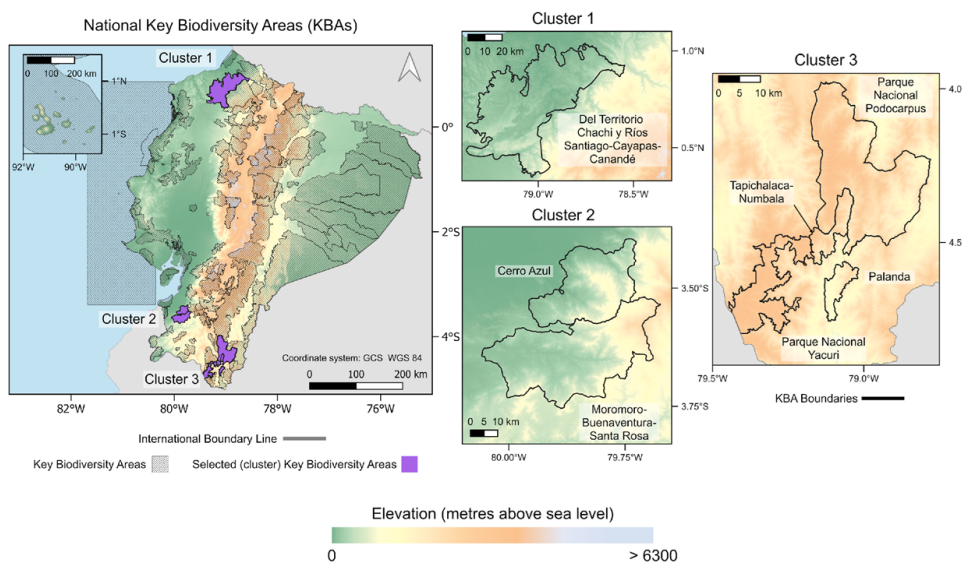 National Key Biodiversity Areas (KBAs)
Cluster 1
0 100 200 km
1°N
1°S
92°W
90°W
0°
2°S
4°S
Cluster 2
Cluster 3
Coordinate system: GCS WGS 84
0 100 200 km
82°W
80°W
78°W
76°W
International Boundary Line
Key Biodiversity Areas
Selected (cluster) Key Biodiversity Areas
Cluster 1
0 10 20 km
1.0°N
0.5°N
Del Territorio
Chachi y Ríos
Santiago-Cayapas-
Canandé
79.0°W
78.5°W
Cluster 2
Cerro Azul
3.50°S
3.75°S
Moromoro-
Buenaventura-
Santa Rosa
0 5 10 km
80.00°W
79.75°W
Cluster 3
0 5 10 km
Parque
Nacional
Podocarpus
4.0
Tapichalaca-
Numbala
4.5
Palanda
Parque Nacional
Yacuri
79.5°W
79.0°W
KBA Boundaries
Elevation (metres above sea level)
0
> 6300